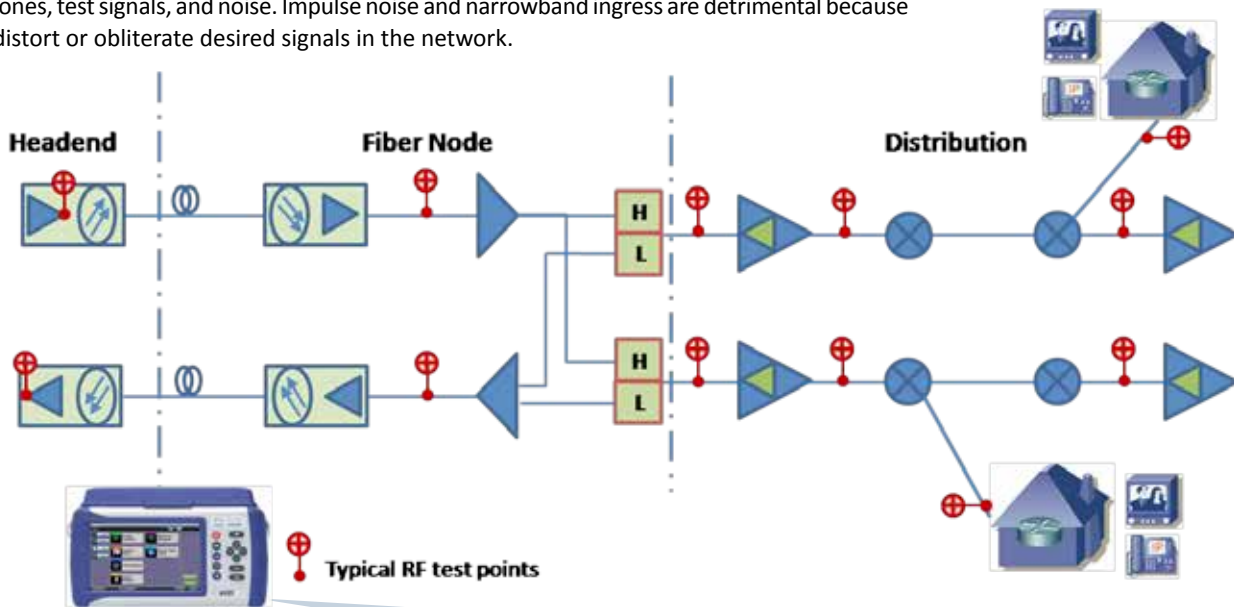 ones, test signals, and noise. Impulse noise and narrowband ingress are detrimental because
distort or obliterate desired signals in the network.
Headend
Fiber Node
Distribution
H
L
H
L
Typical RF test points